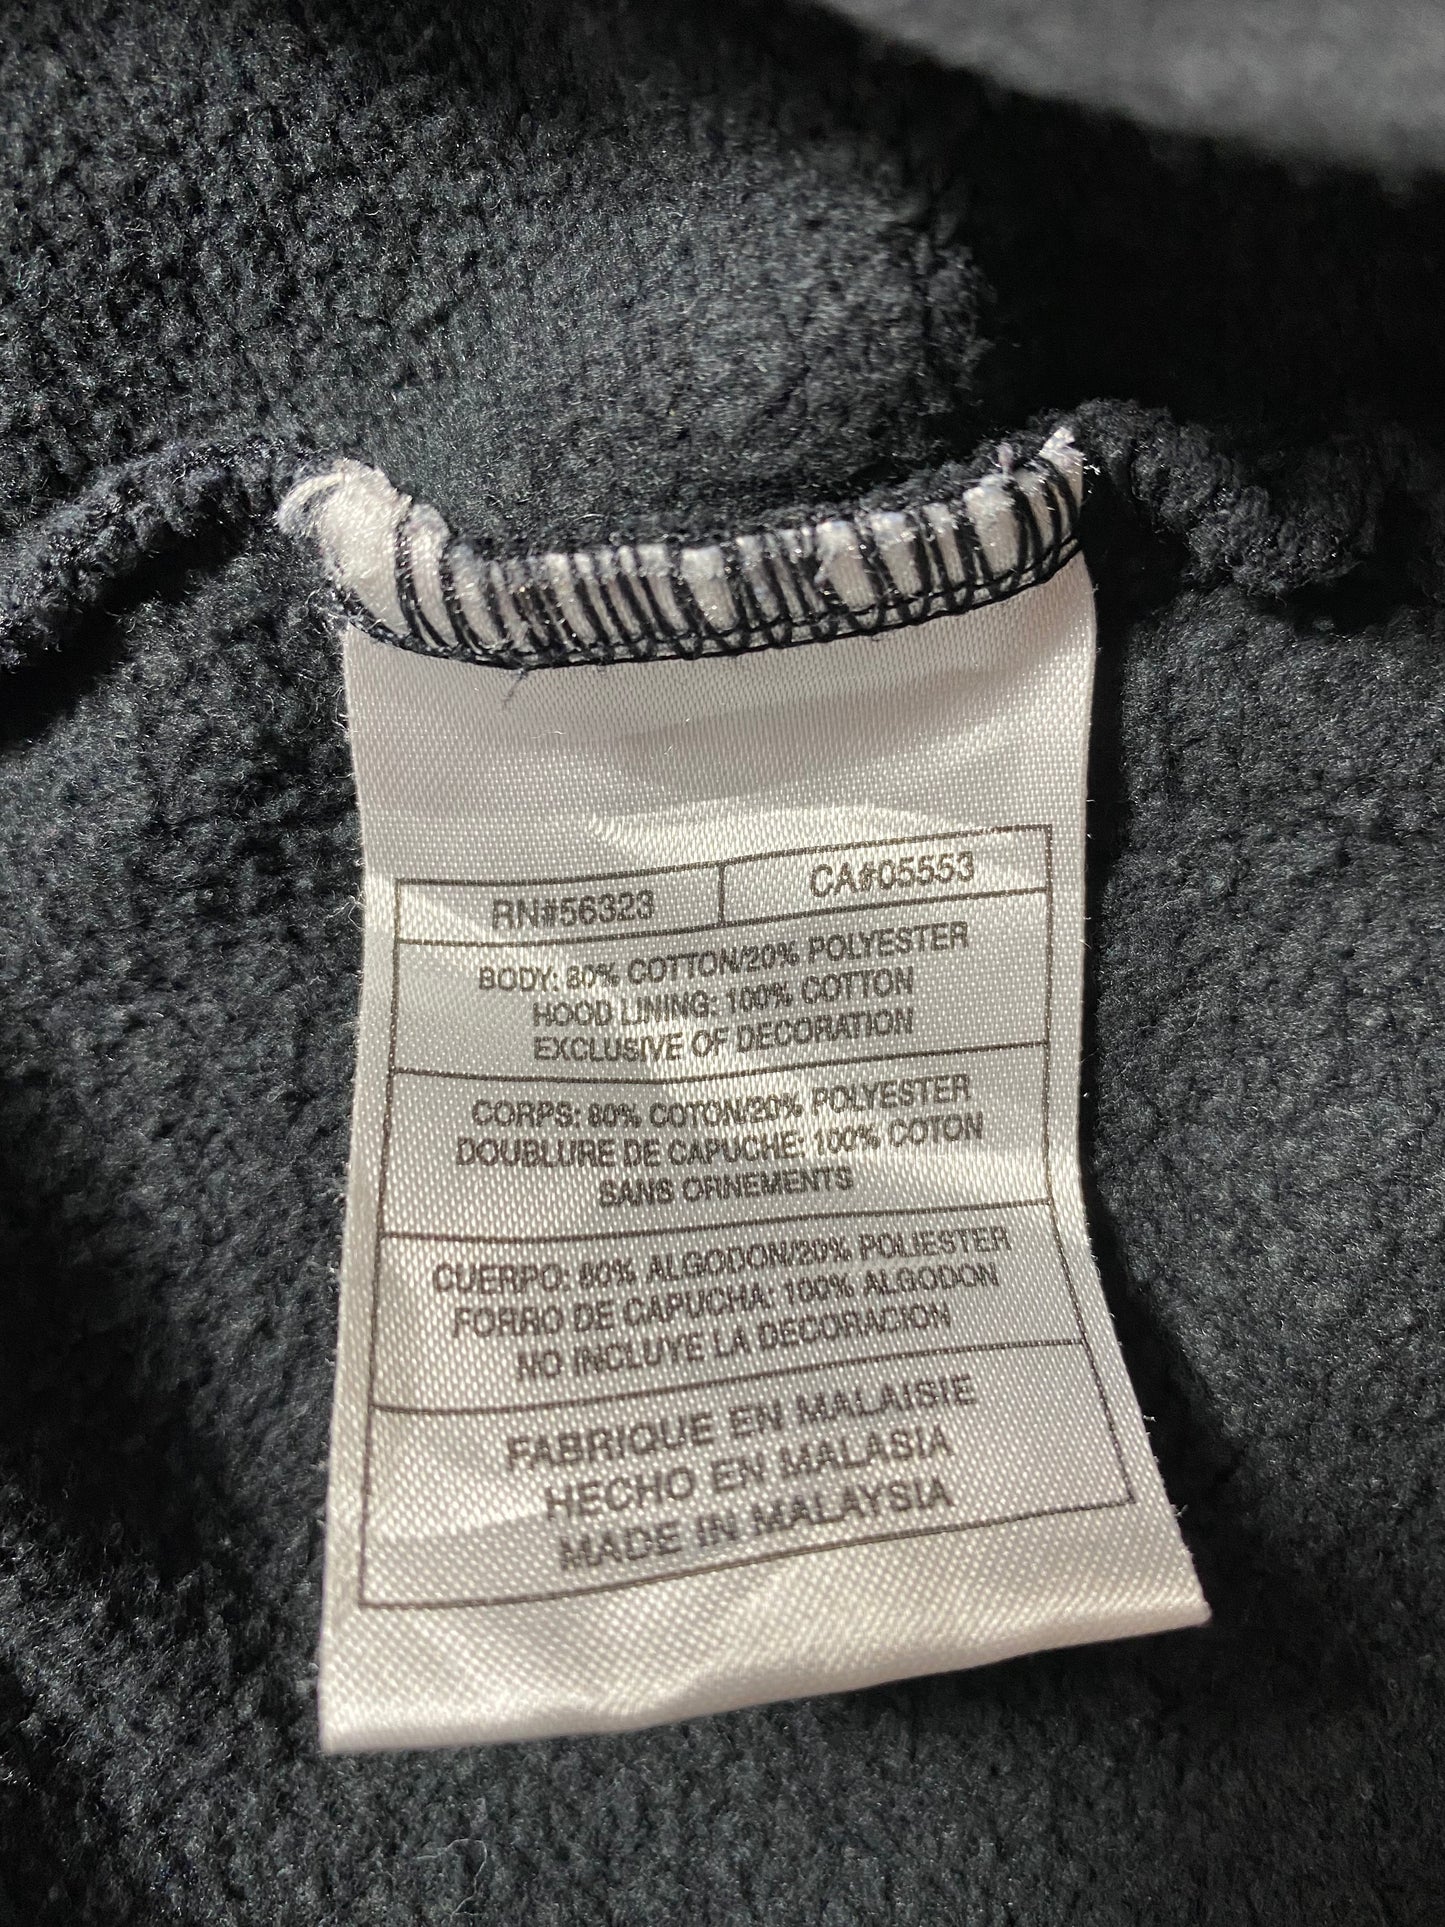 RN#56323 CA#05553
BODY: 80% COTTON/20% POLYESTER
HOOD LINING: 100% COTTON
EXCLUSIVE OF DECORATION
CORPS: 80% COTON/20% POLYESTER
DOUBLURE DE CAPUCHE: 100% COTON
SANS ORNEMENTS
CUERPO: 80% ALGODON/20% POLIESTER
FORRO DE CAPUCHA: 100% ALGODON
NO INCLUYE LA DECORACION
FABRIQUE EN MALAISIE
HECHO EN MALASIA
MADE IN MALAYSIA